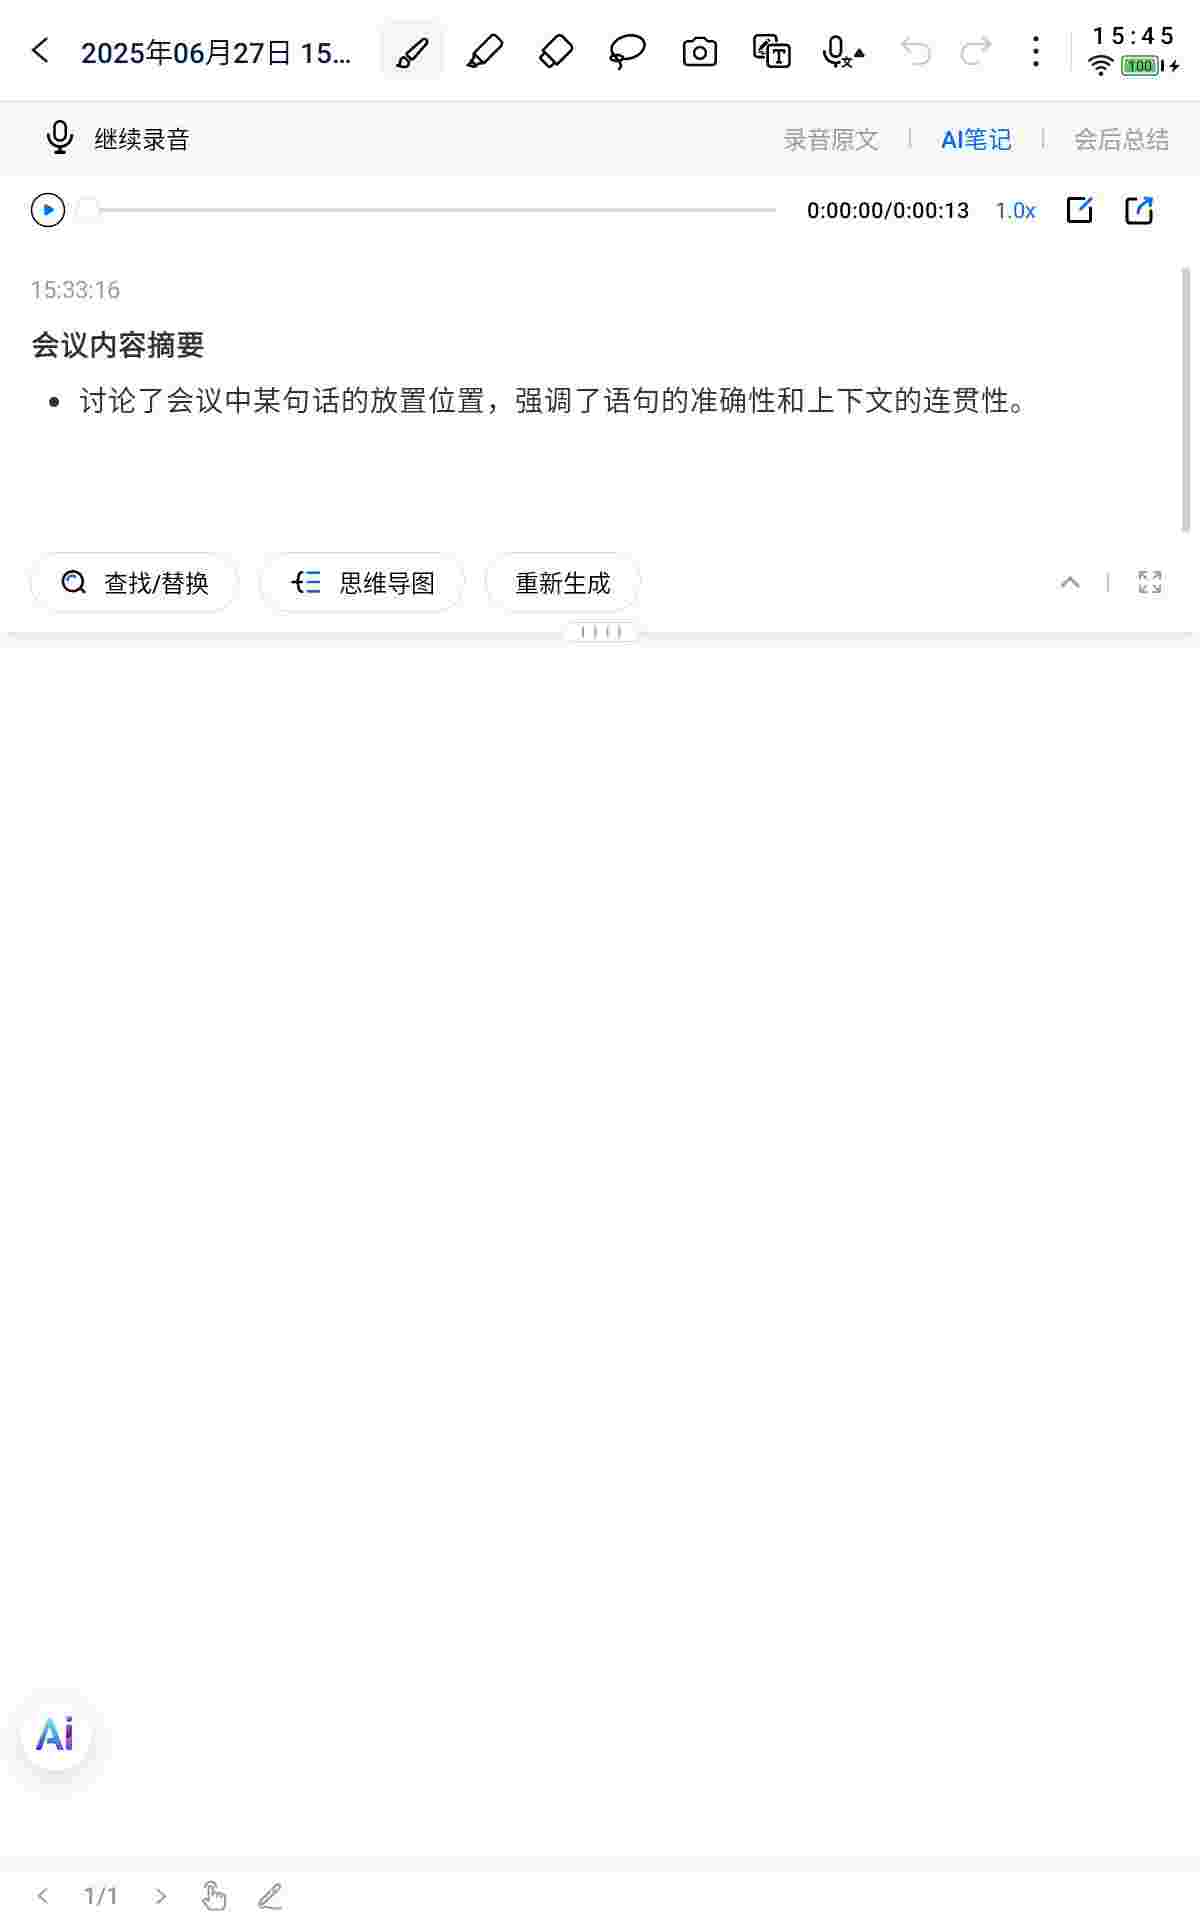 2025年06月27日 15...
15:45
100
继续录音
录音原文
AI笔记
会后总结
0:00:00/0:00:13
1.0x
15:33:16
会议内容摘要
• 讨论了会议中某句话的放置位置，强调了语句的准确性和上下文的连贯性。
查找/替换
思维导图
重新生成
Ai
1/1